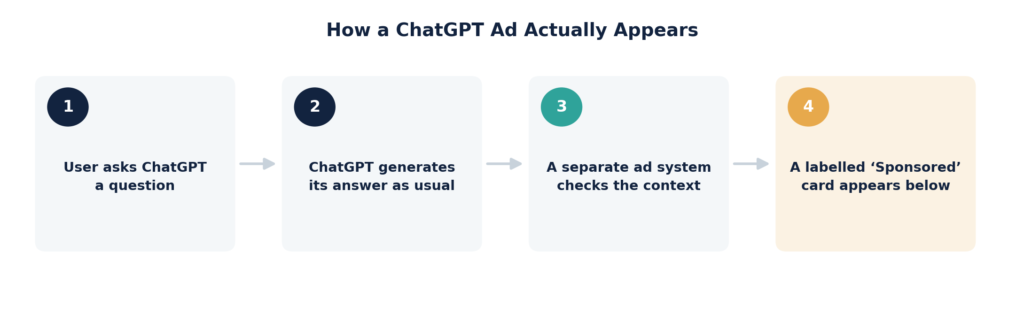 How a ChatGPT Ad Actually Appears
1
User asks ChatGPT
a question
2
ChatGPT generates
its answer as usual
3
A separate ad system
checks the context
4
A labelled ‘Sponsored’
card appears below